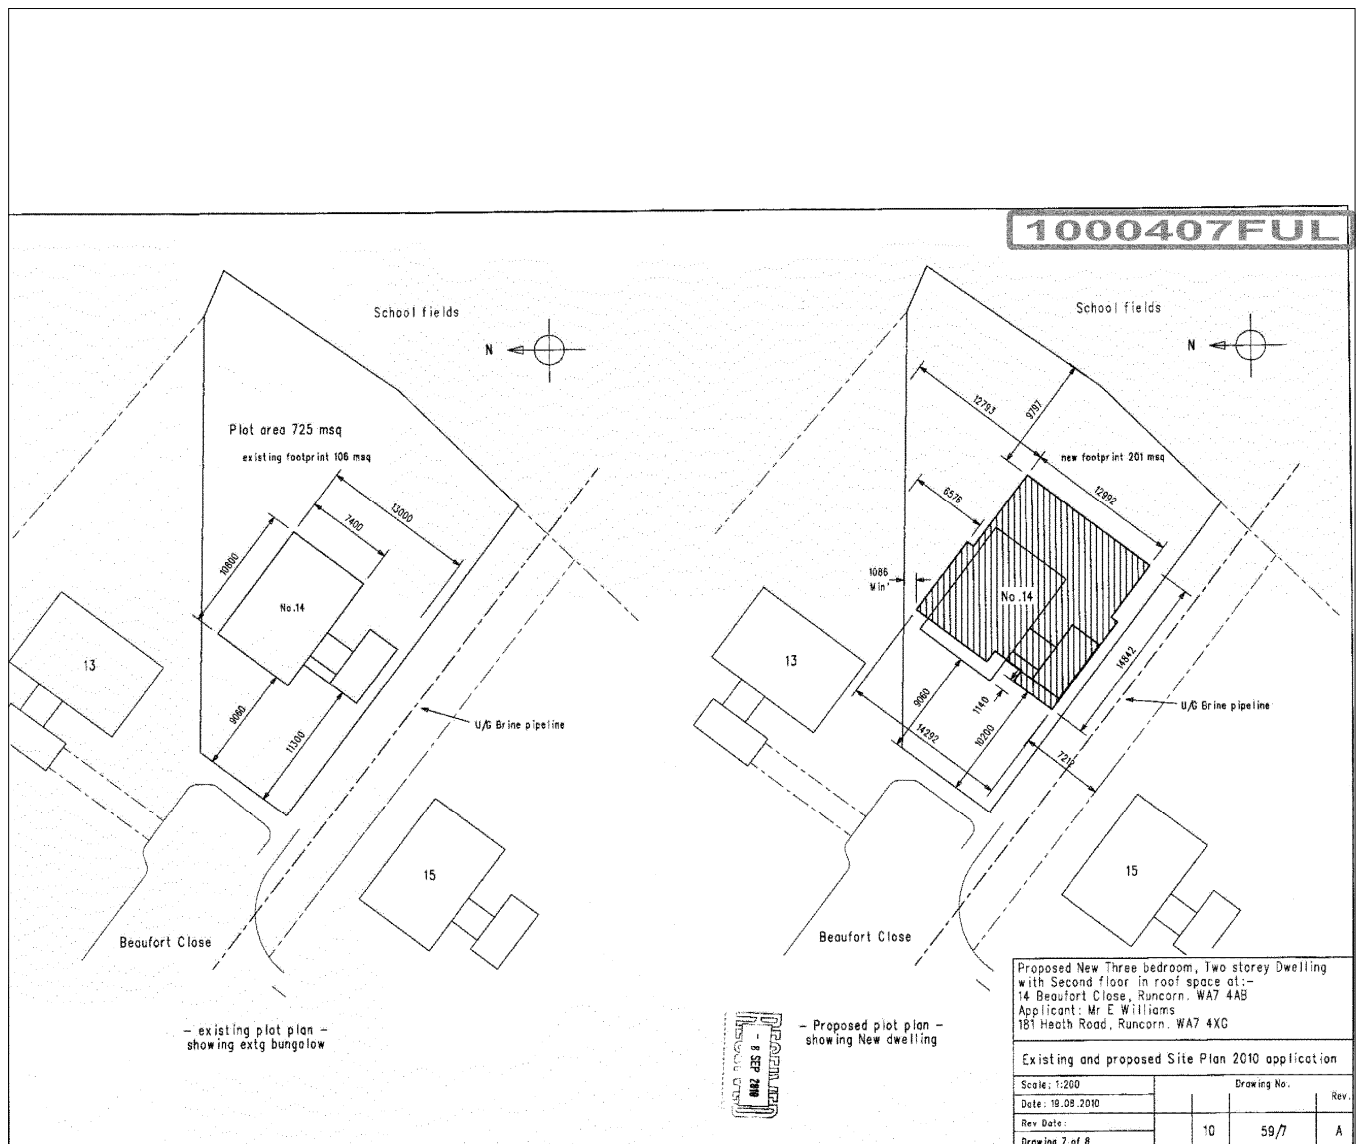 1000407FUL
School fields
N
Plot area 725 msq
existing footprint 106 msq
13000
7400
10800
No.14
13
9060
11300
U/G Brine pipeline
15
Beaufort Close
- existing plot plan -
showing extg bungalow
School fields
N
12793
9797
new footprint 201 msq
12992
6576
1086
Min'
No.14
13
14842
9060
1140
14292
10200
7212
U/G Brine pipeline
15
Beaufort Close
- Proposed plot plan -
showing New dwelling
- 8 SEP 2010
Proposed New Three bedroom, Two storey Dwelling
with Second floor in roof space at:-
14 Beaufort Close, Runcorn. WA7 4AB
Applicant: Mr E Williams
181 Heath Road, Runcorn. WA7 4XG
Existing and proposed Site Plan 2010 application
Scale: 1:200
Drawing No.
Rev.
Date: 19.08.2010
Rev Date:
10
59/7
A
Drawing 7 of 8